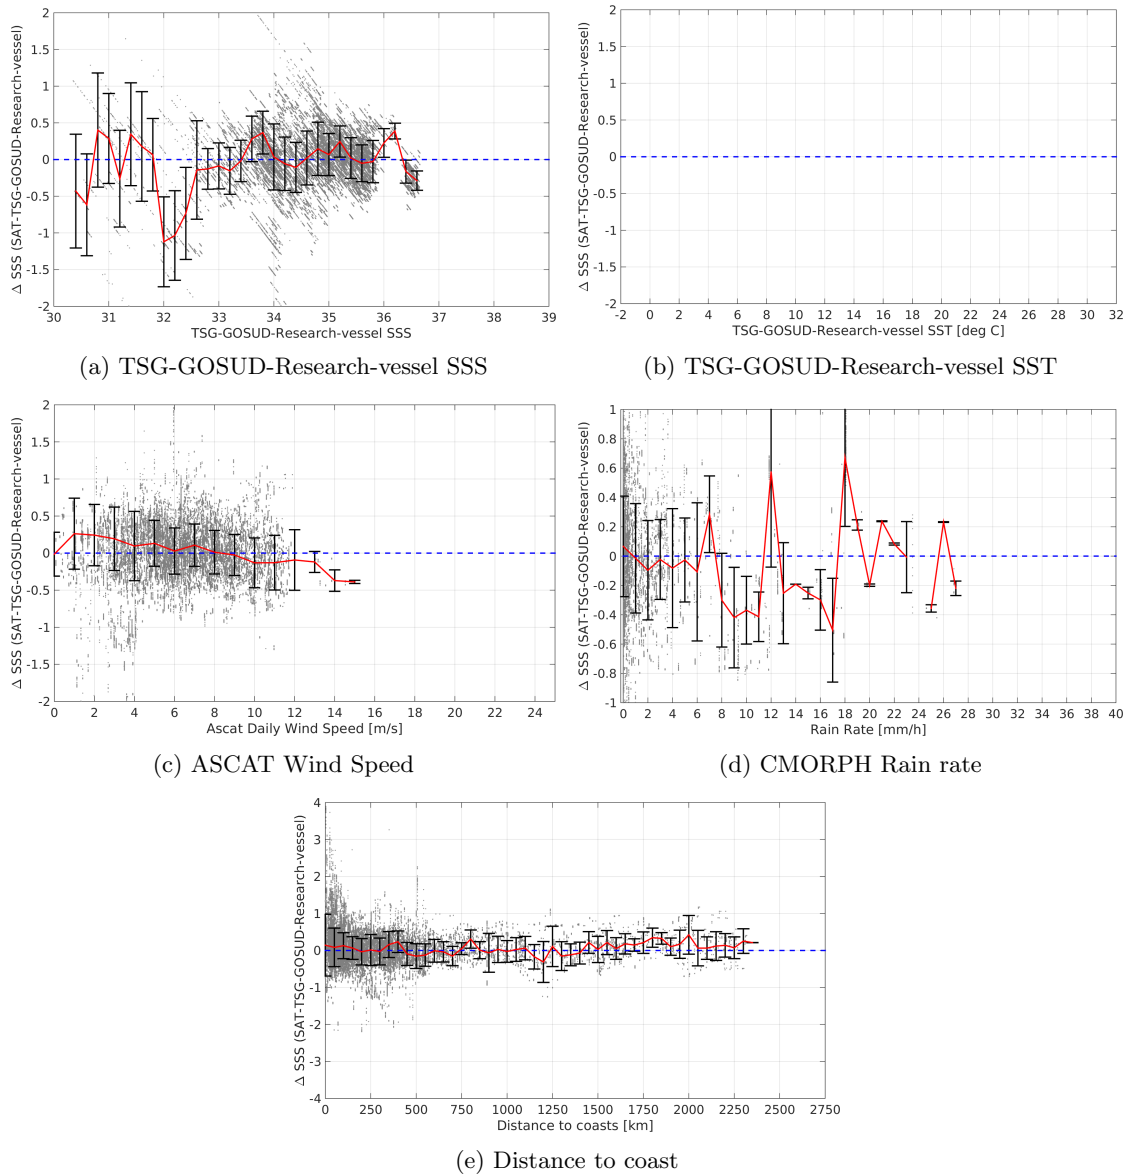 Δ SSS (SAT-TSG-GOSUD-Research-vessel)
2
1.5
1
0.5
0
-0.5
-1
-1.5
-2
30 31 32 33 34 35 36 37 38 39
TSG-GOSUD-Research-vessel SSS
(a) TSG-GOSUD-Research-vessel SSS
Δ SSS (SAT-TSG-GOSUD-Research-vessel)
2
1.5
1
0.5
0
-0.5
-1
-1.5
-2
-2 0 2 4 6 8 10 12 14 16 18 20 22 24 26 28 30 32
TSG-GOSUD-Research-vessel SST [deg C]
(b) TSG-GOSUD-Research-vessel SST
Δ SSS (SAT-TSG-GOSUD-Research-vessel)
2
1.5
1
0.5
0
-0.5
-1
-1.5
-2
0 2 4 6 8 10 12 14 16 18 20 22 24
Ascat Daily Wind Speed [m/s]
(c) ASCAT Wind Speed
Δ SSS (SAT-TSG-GOSUD-Research-vessel)
1
0.8
0.6
0.4
0.2
0
-0.2
-0.4
-0.6
-0.8
-1
0 2 4 6 8 10 12 14 16 18 20 22 24 26 28 30 32 34 36 38 40
Rain Rate [mm/h]
(d) CMORPH Rain rate
Δ SSS (SAT-TSG-GOSUD-Research-vessel)
4
3
2
1
0
-1
-2
-3
-4
0 250 500 750 1000 1250 1500 1750 2000 2250 2500 2750
Distance to coasts [km]
(e) Distance to coast